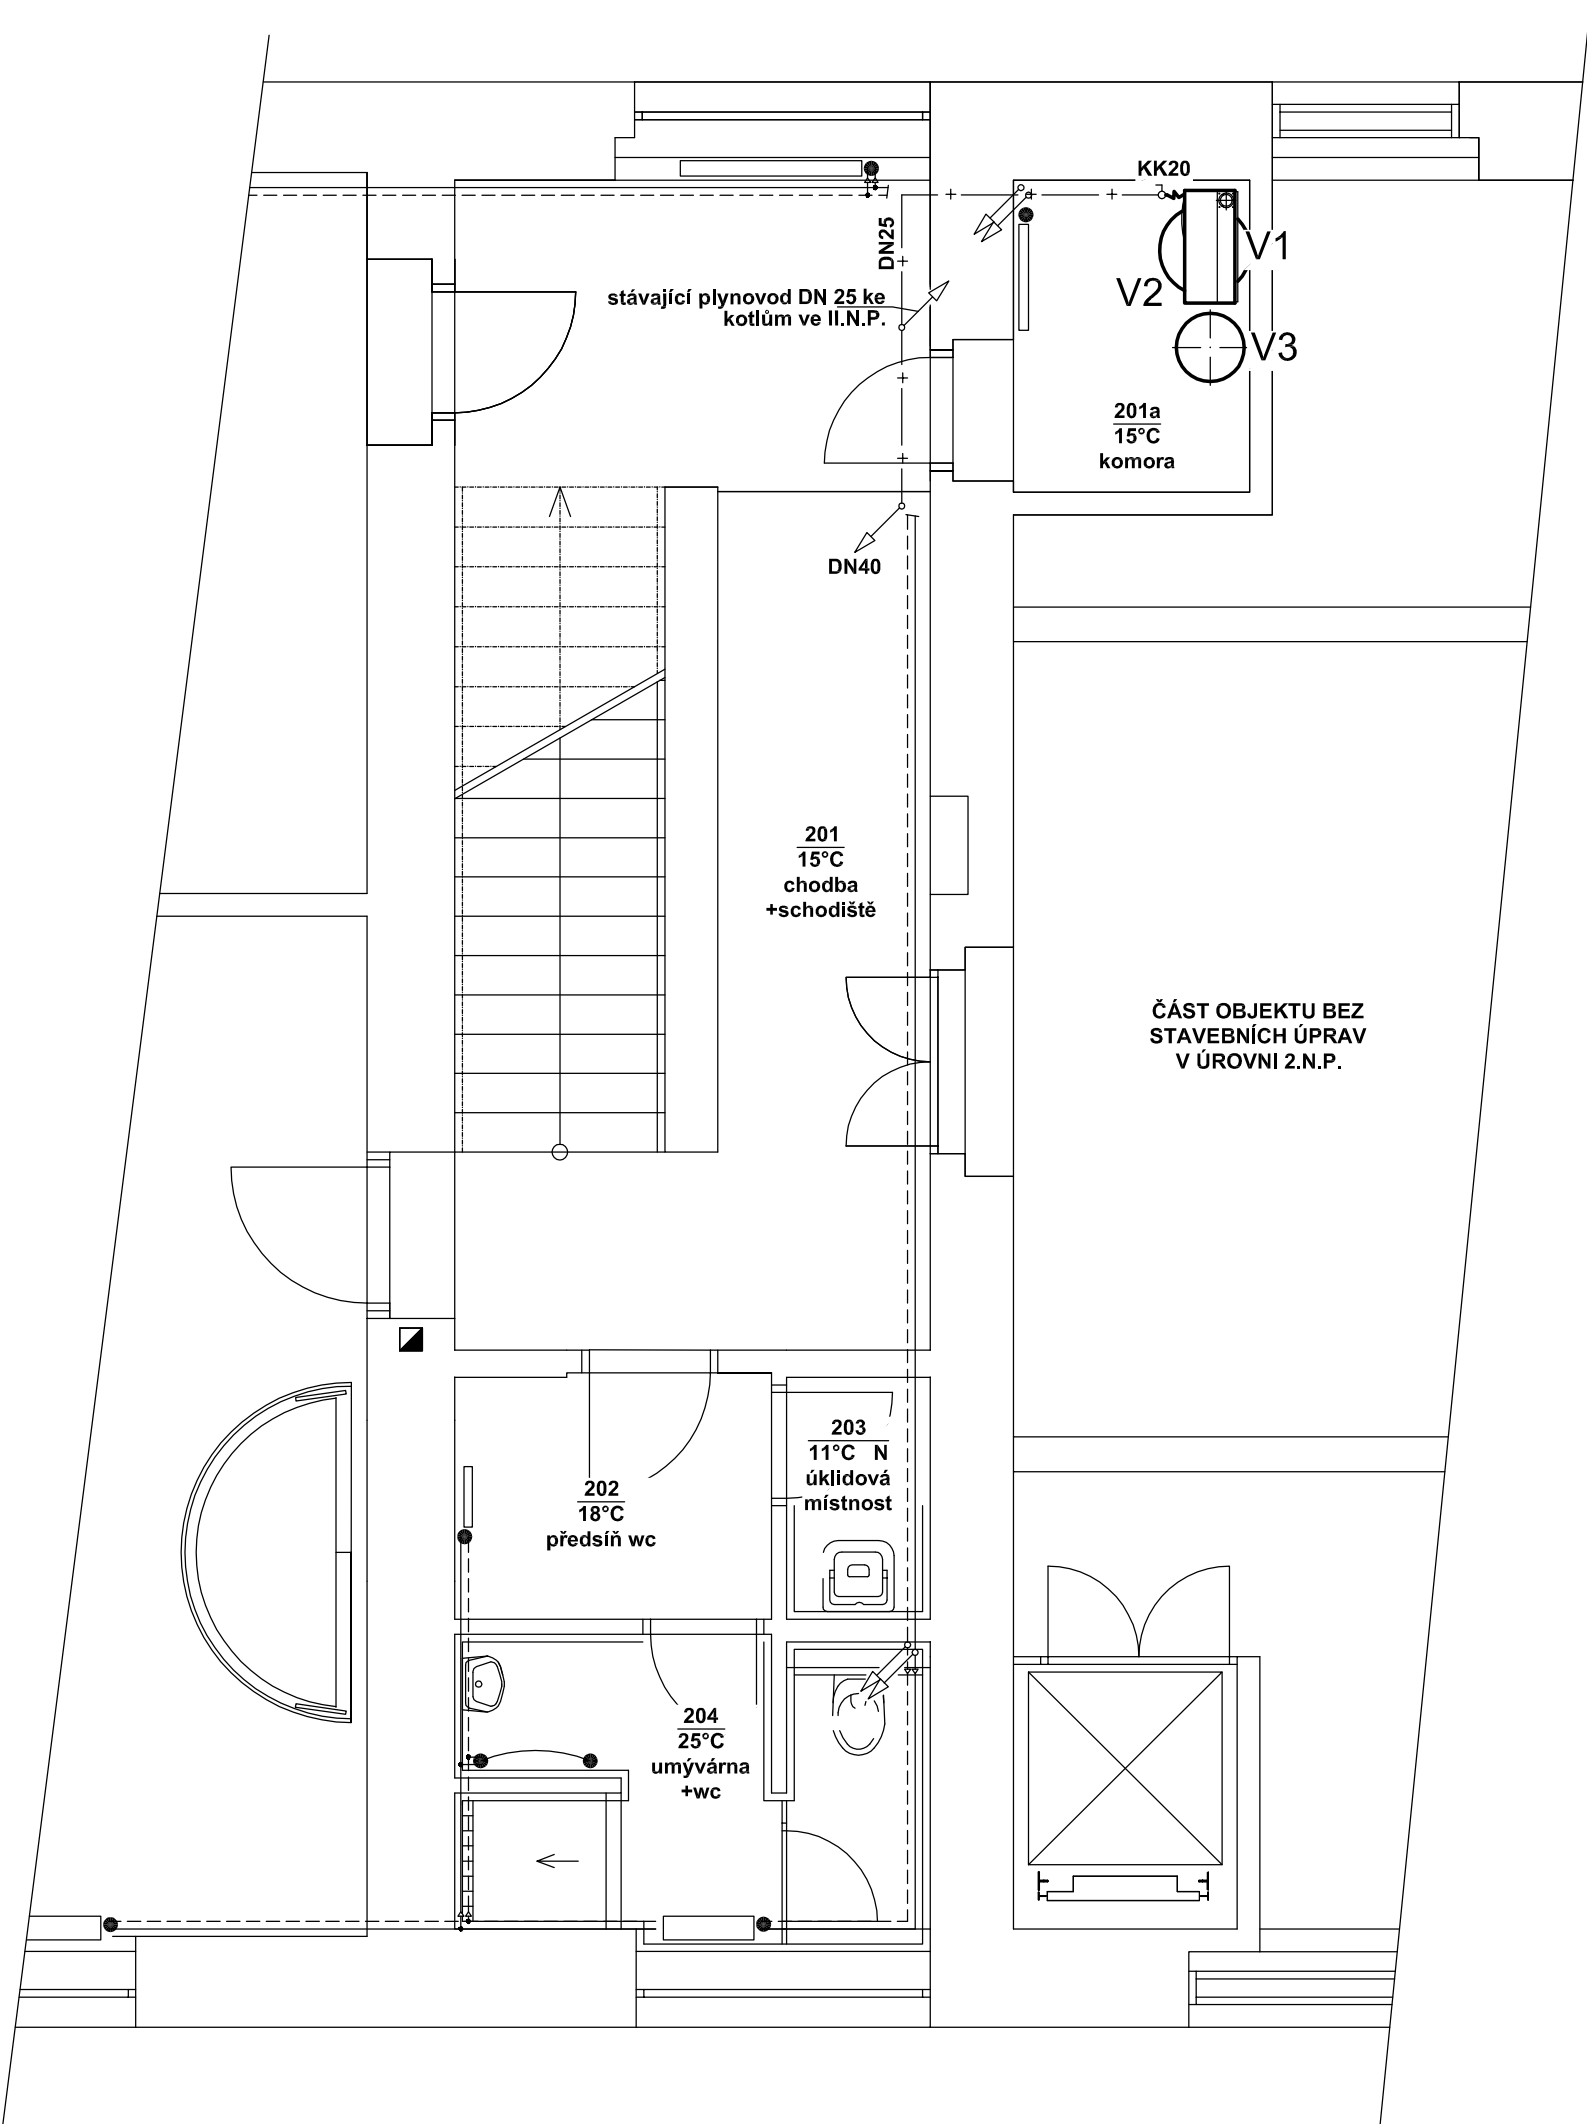 KK20
DN25
V1
V2
stávající plynovod DN 25 ke
kotlům ve II.N.P.
V3
201a
15°C
komora
DN40
201
15°C
chodba
+schodiště
ČÁST OBJEKTU BEZ
STAVEBNÍCH ÚPRAV
V ÚROVNI 2.N.P.
203
11°C N
úklidová
místnost
202
18°C
předsíň wc
204
25°C
umývárna
+wc